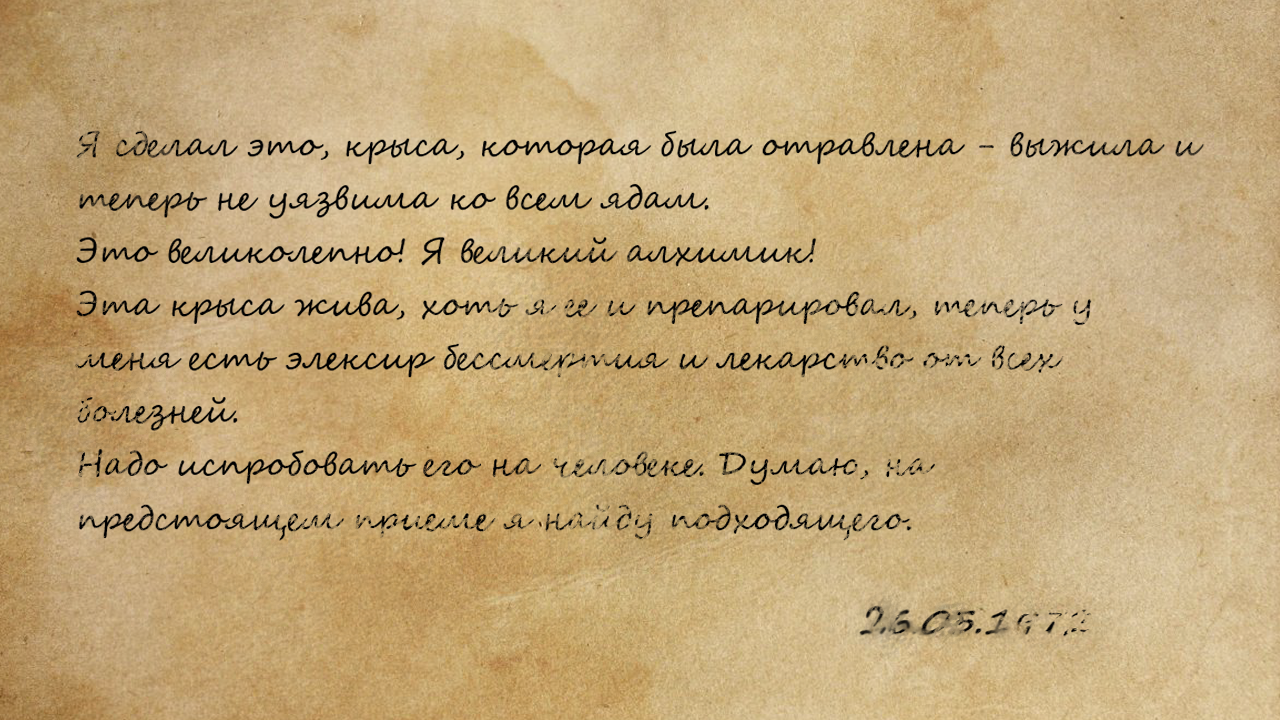 Я сделал это, крыса, которая была отравлена – выжила и
теперь не уязвима ко всем ядам.
Это великолепно! Я великий алхимик!
Эта крыса жива, хоть я ее и препарировал, теперь у
меня есть элексир бессмертия и лекарство от всех
болезней.
Надо испробовать его на человеке. Думаю, на
предстоящем приеме я найду подходящего.
26.05.1972